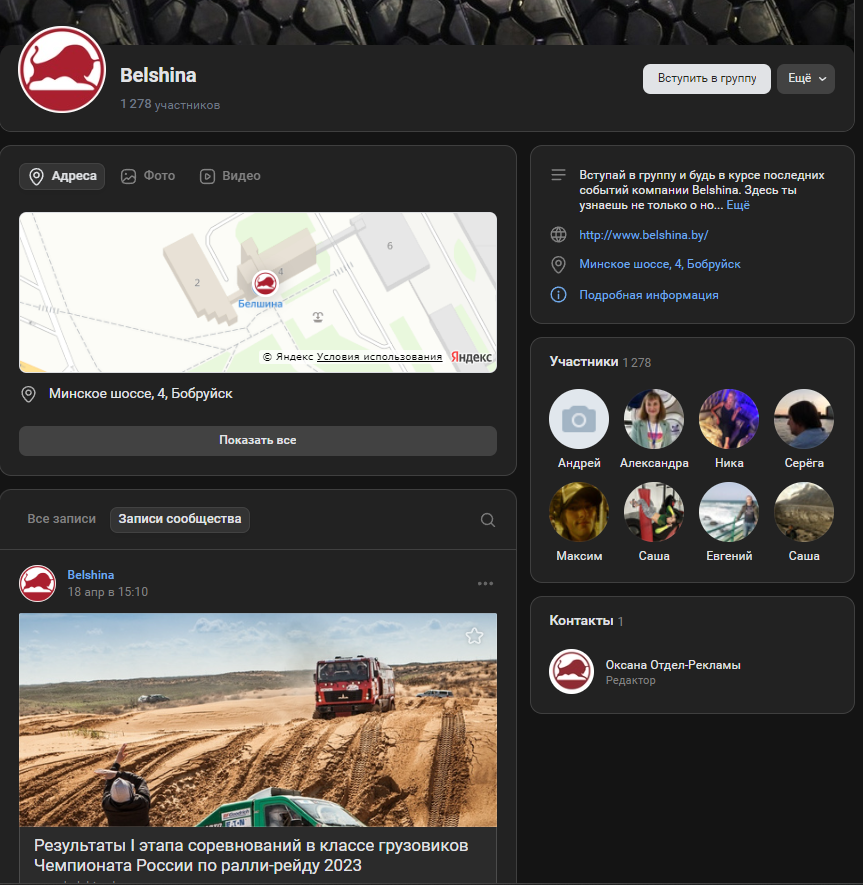 Belshina
1 278 участников
Вступить в группу
Ещё
Адреса
Фото
Видео
2
4
6
Белшина
© Яндекс Условия использования
Яндекс
Минское шоссе, 4, Бобруйск
Показать все
Все записи
Записи сообщества
Belshina
18 апр в 15:10
Результаты I этапа соревнований в классе грузовиков
Чемпионата России по ралли-рейду 2023
Вступай в группу и будь в курсе последних
событий компании Belshina. Здесь ты
узнаешь не только о но... Ещё
http://www.belshina.by/
Минское шоссе, 4, Бобруйск
Подробная информация
Участники 1 278
Андрей
Александра
Ника
Серёга
Максим
Саша
Евгений
Саша
Контакты 1
Оксана Отдел-Рекламы
Редактор